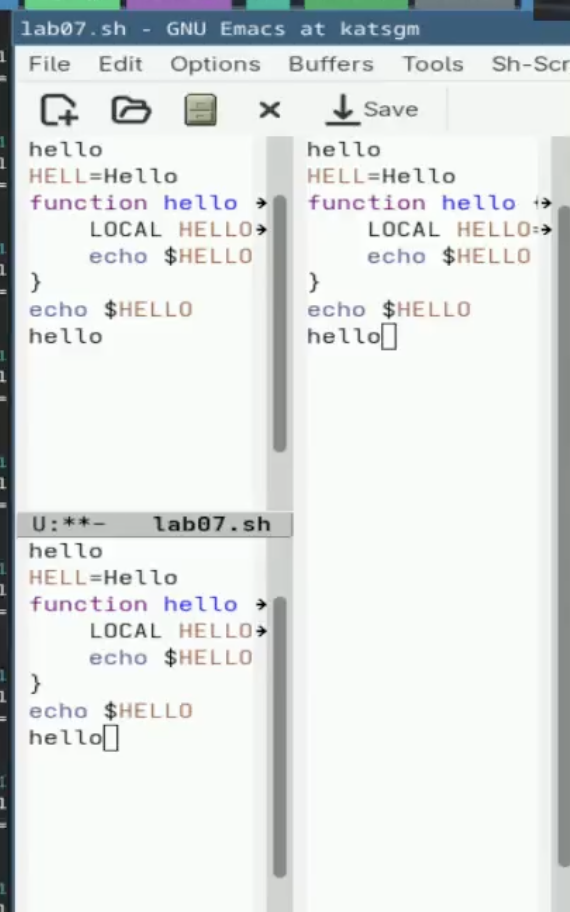 lab07.sh - GNU Emacs at katsgm
File Edit Options Buffers Tools Sh-Scr
Save
hello
HELL=Hello
function hello
LOCAL HELLO
echo $HELLO
}
echo $HELLO
hello
U:**- lab07.sh
hello
HELL=Hello
function hello
LOCAL HELLO
echo $HELLO
}
echo $HELLO
hello
hello
HELL=Hello
function hello
LOCAL HELLO=
echo $HELLO
}
echo $HELLO
hello